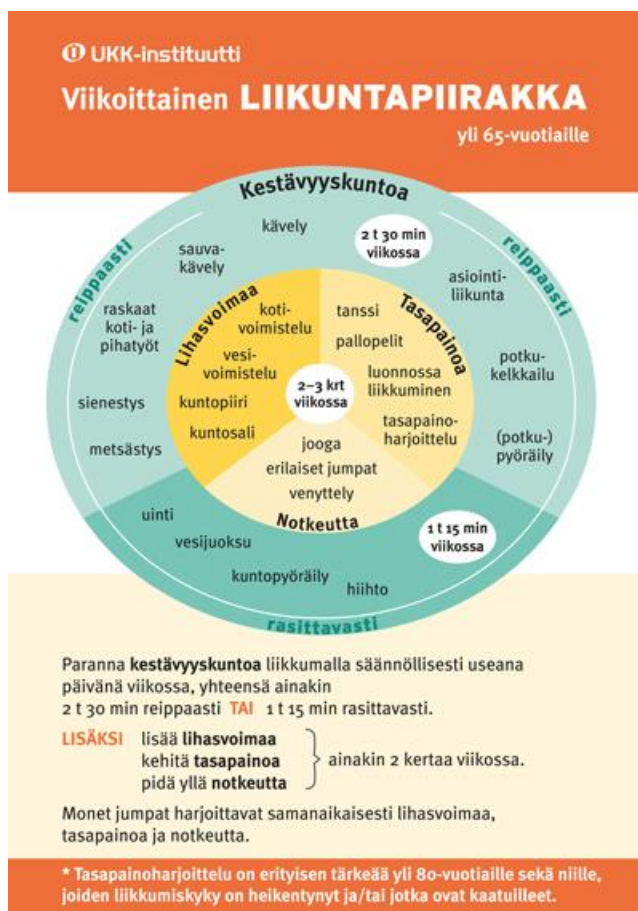 UKK-instituutti
Viikoittainen LIIKUNTAPIIRAKKA
yli 65-vuotiaille
Kestävyyskuntoa
reippaasti
reippaasti
kävely
2 t 30 min
viikossa
sauva-
kävely
asiointi-
liikunta
raskaat
koti- ja
pihatyöt
potku-
kelkkailu
sienestys
metsästys
(potku-)
pyöräily
Lihasvoimaa
koti-
voimistelu
vesi-
voimistelu
kuntopiiri
kuntosali
Tasapainoa
tanssi
pallopelit
luonnossa
liikkuminen
tasapaino-
harjoittelu
2–3 krt
viikossa
jooga
erilaiset jumpat
venyttely
Notkeutta
uinti
vesijuoksu
kuntopyöräily
hiihto
1 t 15 min
viikossa
rasittavasti
Paranna kestävyyskuntoa liikkumalla säännöllisesti useana
päivänä viikossa, yhteensä ainakin
2 t 30 min reippaasti TAI 1 t 15 min rasittavasti.
LISÄKSI lisää lihasvoimaa
kehitä tasapainoa
pidä yllä notkeutta
ainakin 2 kertaa viikossa.
Monet jumpat harjoittavat samanaikaisesti lihasvoimaa,
tasapainoa ja notkeutta.
* Tasapainoharjoittelu on erityisen tärkeää yli 80-vuotiaille sekä niille,
joiden liikkumiskyky on heikentynyt ja/tai jotka ovat kaatuilleet.